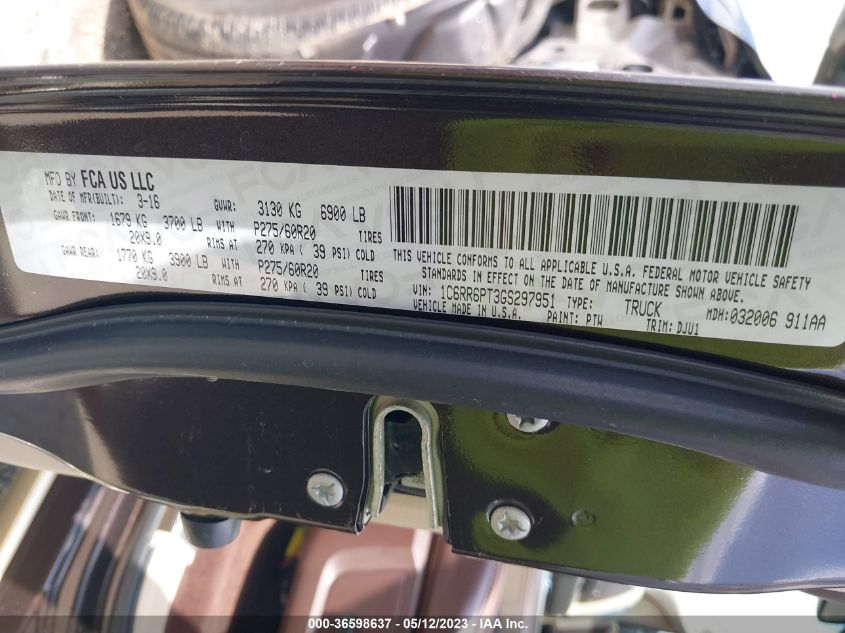 MFD BY FCA US LLC
DATE OF MFR(BUILT): 3-16 GVWR: 3130 KG 6900 LB
GAWR FRONT: 1679 KG 3700 LB WITH P275/60R20 TIRES
20X9.0 RIMS AT 270 KPA ( 39 PSI) COLD
GAWR REAR: 1770 KG 3900 LB WITH P275/60R20 TIRES
20X9.0 RIMS AT 270 KPA ( 39 PSI) COLD
THIS VEHICLE CONFORMS TO ALL APPLICABLE U.S.A. FEDERAL MOTOR VEHICLE SAFETY
STANDARDS IN EFFECT ON THE DATE OF MANUFACTURE SHOWN ABOVE.
VIN: 1C6RR6PT3GS297951 TYPE: TRUCK MDH:032006 911AA
VEHICLE MADE IN U.S.A. PAINT: PTW TRIM: DJU1
000-36598637 - 05/12/2023 - IAA